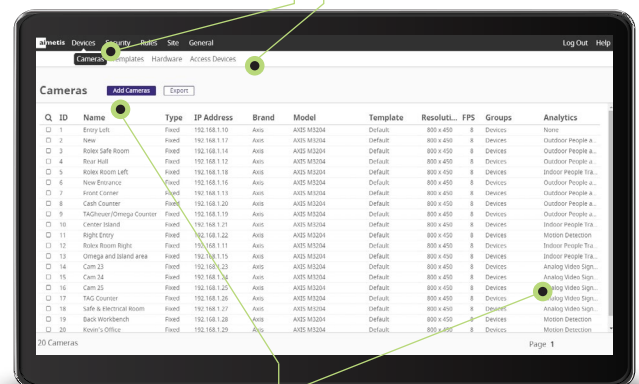 aimetis Devices Security Rules Site General Log Out Help
Cameras Templates Hardware Access Devices
Cameras Add Cameras Export
ID Name Type IP Address Brand Model Template Resoluti... FPS Groups Analytics
1 Entry Left Fixed 192.168.1.10 Axis AXIS M3204 Default 800 x 450 8 Devices None
2 New Fixed 192.168.1.17 Axis AXIS M3204 Default 800 x 450 8 Devices Outdoor People a...
3 Rolex Safe Room Fixed 192.168.1.14 Axis AXIS M3204 Default 800 x 450 8 Devices Outdoor People a...
4 Rear Hall Fixed 192.168.1.12 Axis AXIS M3204 Default 800 x 450 8 Devices Outdoor People a...
5 Rolex Room Left Fixed 192.168.1.18 Axis AXIS M3204 Default 800 x 450 8 Devices Indoor People Tra...
6 New Entrance Fixed 192.168.1.16 Axis AXIS M3204 Default 800 x 450 8 Devices Outdoor People a...
7 Front Corner Fixed 192.168.1.13 Axis AXIS M3204 Default 800 x 450 8 Devices Outdoor People a...
8 Cash Counter Fixed 192.168.1.20 Axis AXIS M3204 Default 800 x 450 8 Devices Outdoor People a...
9 TAGheuer/Omega Counter Fixed 192.168.1.19 Axis AXIS M3204 Default 800 x 450 8 Devices Outdoor People a...
10 Center Island Fixed 192.168.1.21 Axis AXIS M3204 Default 800 x 450 8 Devices Indoor People Tra...
11 Right Entry Fixed 192.168.1.22 Axis AXIS M3204 Default 800 x 450 8 Devices Motion Detection
12 Rolex Room Right Fixed 192.168.1.11 Axis AXIS M3204 Default 800 x 450 8 Devices Indoor People Tra...
13 Omega and Island area Fixed 192.168.1.15 Axis AXIS M3204 Default 800 x 450 8 Devices Indoor People Tra...
14 Cam 23 Fixed 192.168.1.23 Axis AXIS M3204 Default 800 x 450 8 Devices Analog Video Sign...
15 Cam 24 Fixed 192.168.1.24 Axis AXIS M3204 Default 800 x 450 8 Devices Analog Video Sign...
16 Cam 25 Fixed 192.168.1.25 Axis AXIS M3204 Default 800 x 450 8 Devices Analog Video Sign...
17 TAG Counter Fixed 192.168.1.26 Axis AXIS M3204 Default 800 x 450 8 Devices Analog Video Sign...
18 Safe & Electrical Room Fixed 192.168.1.27 Axis AXIS M3204 Default 800 x 450 8 Devices Analog Video Sign...
19 Back Workbench Fixed 192.168.1.28 Axis AXIS M3204 Default 800 x 450 8 Devices Motion Detection
20 Kevin's Office Fixed 192.168.1.29 Axis AXIS M3204 Default 800 x 450 8 Devices Motion Detection
20 Cameras Page 1